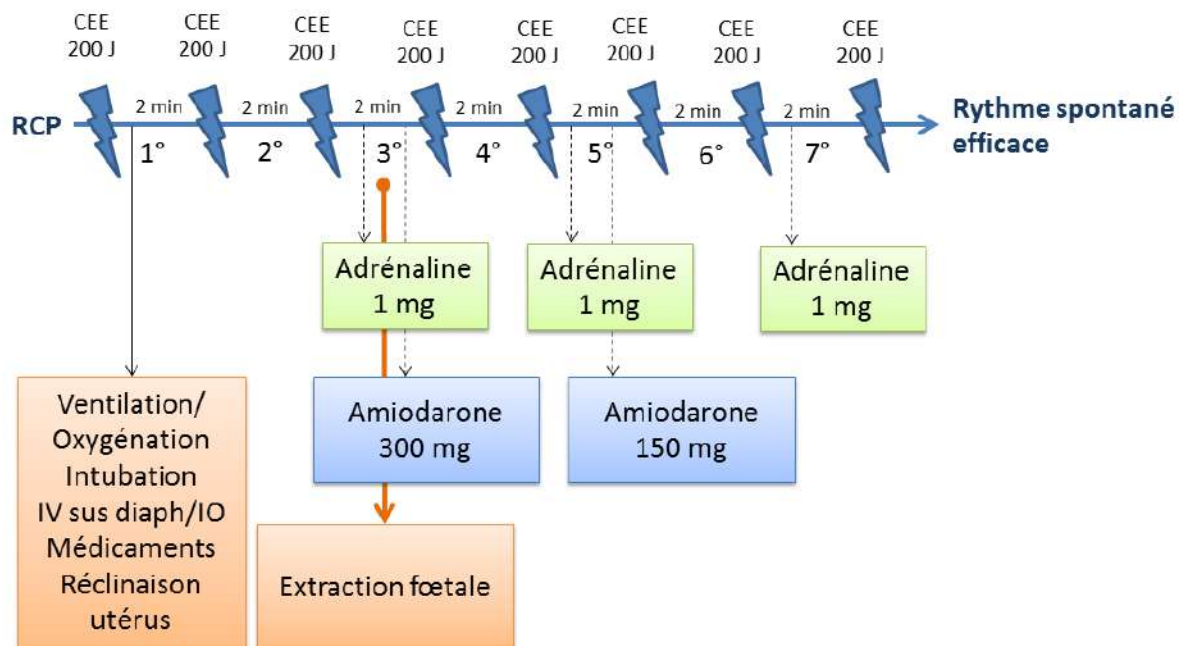 CEE
200 J
CEE
200 J
CEE
200 J
CEE
200 J
CEE
200 J
CEE
200 J
CEE
200 J
CEE
200 J
2 min
2 min
2 min
2 min
2 min
2 min
2 min
RCP
Rythme spontané
efficace
1°
2°
3°
4°
5°
6°
7°
Adrénaline
1 mg
Adrénaline
1 mg
Adrénaline
1 mg
Ventilation/
Oxygénation
Intubation
IV sus diaph/IO
Médicaments
Réclinaison
utérus
Amiodarone
300 mg
Amiodarone
150 mg
Extraction fœtale